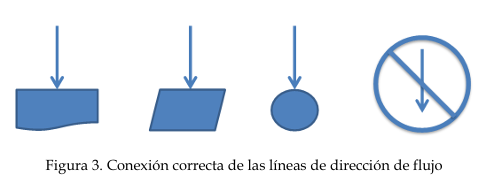 Figura 3. Conexión correcta de las líneas de dirección de flujo